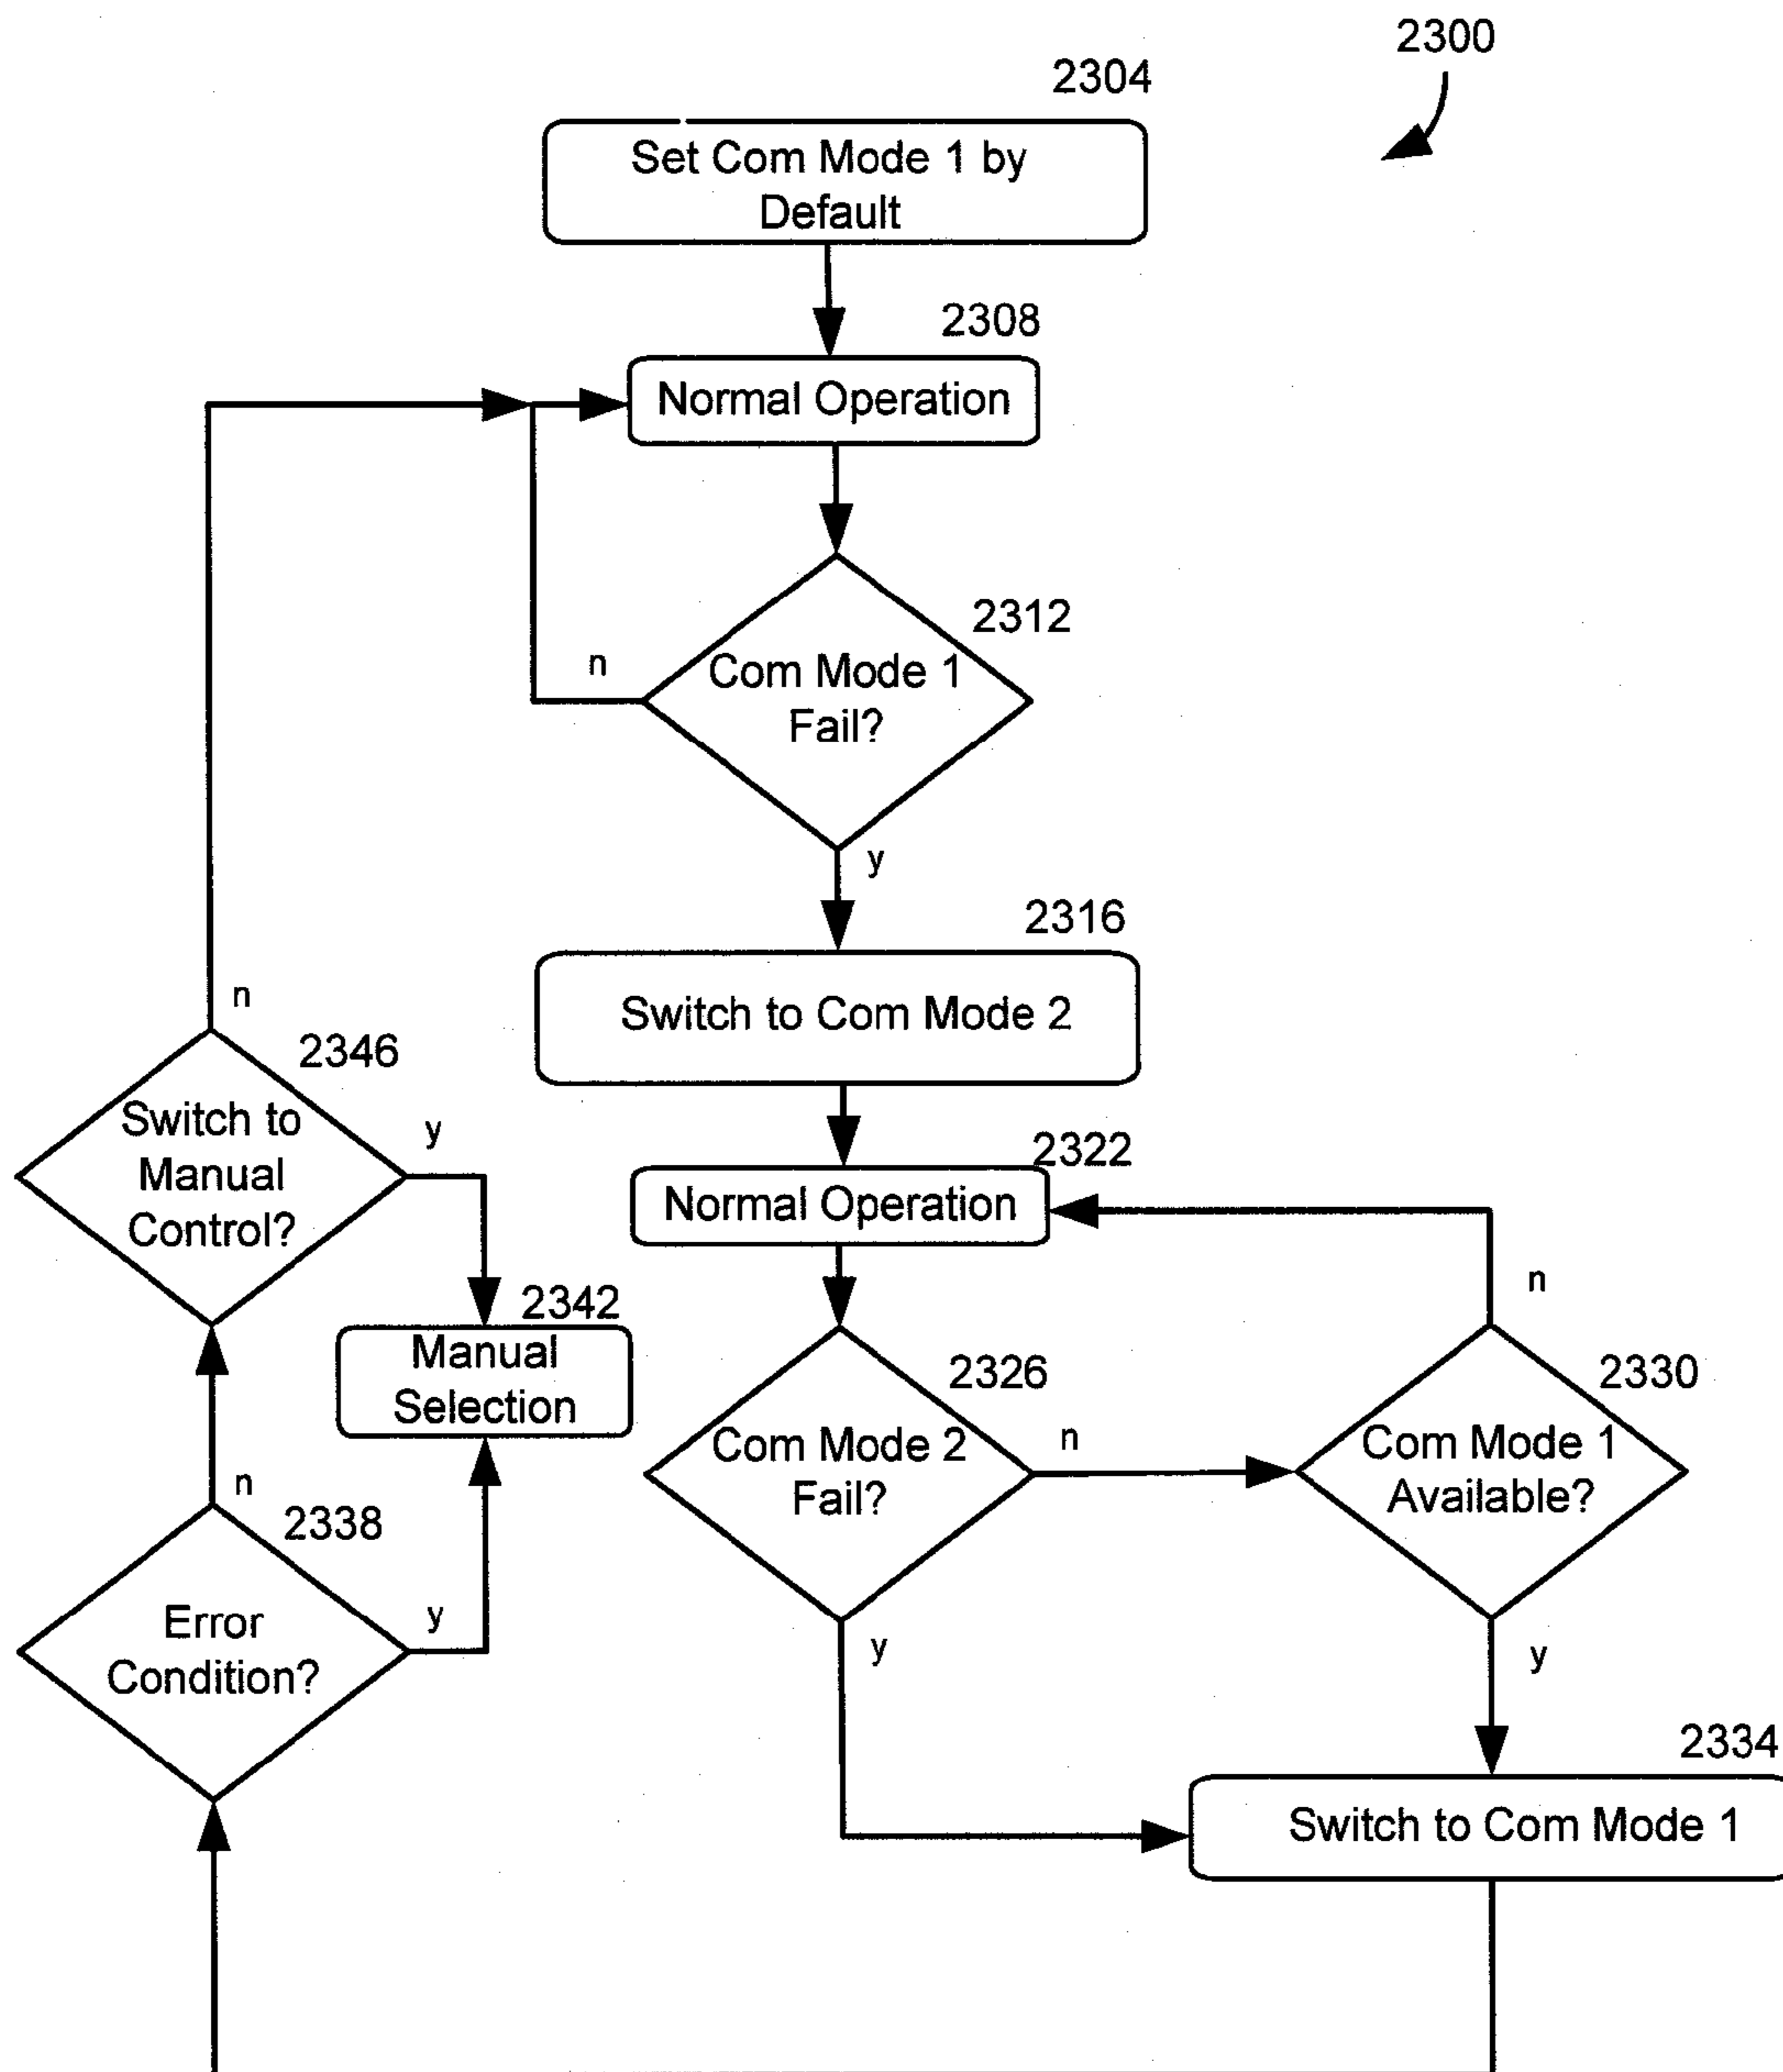 2300
2304
Set Com Mode 1 by
Default
2308
Normal Operation
2312
n
Com Mode 1
Fail?
y
2316
Switch to Com Mode 2
n
2346
Switch to
Manual
Control?
y
2322
Normal Operation
n
2342
Manual
Selection
2326
Com Mode 2
Fail?
n
2330
Com Mode 1
Available?
n
2338
Error
Condition?
y
y
y
2334
Switch to Com Mode 1